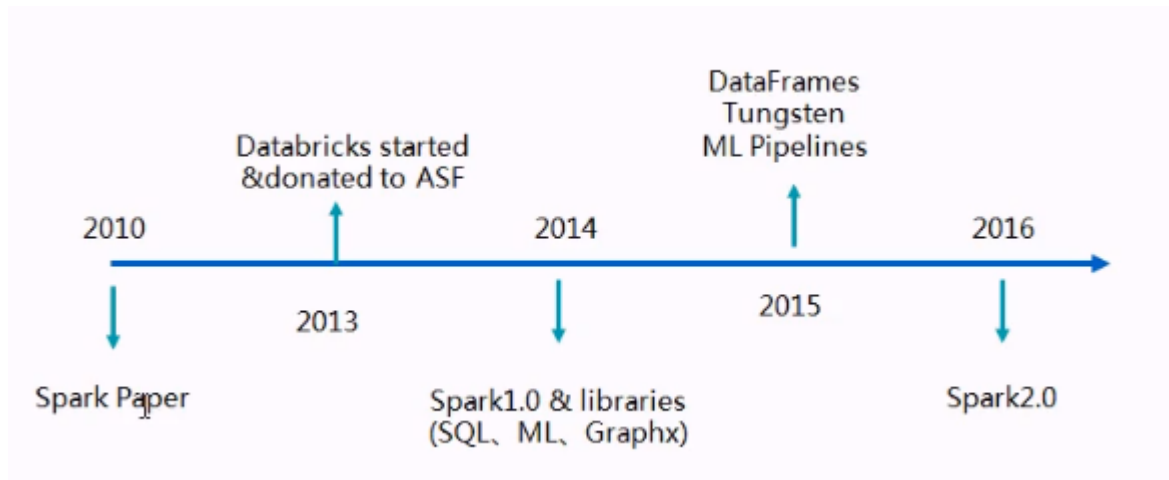 DataFrames
Tungsten
ML Pipelines
Databricks started
&donated to ASF
2010
2014
2016
2013
2015
Spark Paper
Spark1.0 & libraries
(SQL、ML、Graphx)
Spark2.0